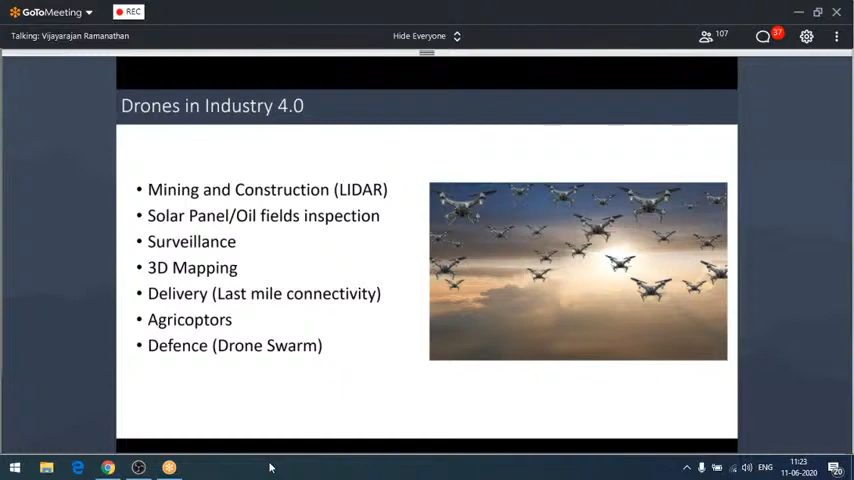 GoToMeeting
REC
Talking: Vijayarajan Ramanathan
Hide Everyone
107
37
Drones in Industry 4.0
• Mining and Construction (LIDAR)
• Solar Panel/Oil fields inspection
• Surveillance
• 3D Mapping
• Delivery (Last mile connectivity)
• Agricoptors
• Defence (Drone Swarm)
ENG
11:23
11-06-2020
20